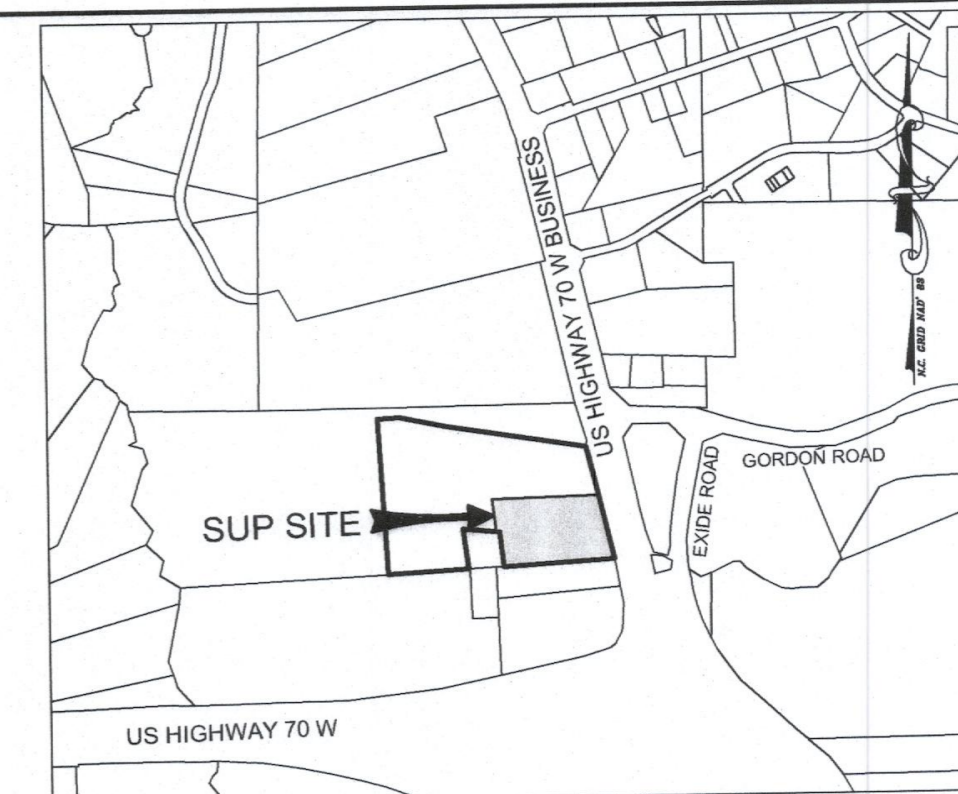 US HIGHWAY 70 W BUSINESS
N.C. GRID NAD' 83
GORDON ROAD
EXIDE ROAD
SUP SITE
US HIGHWAY 70 W